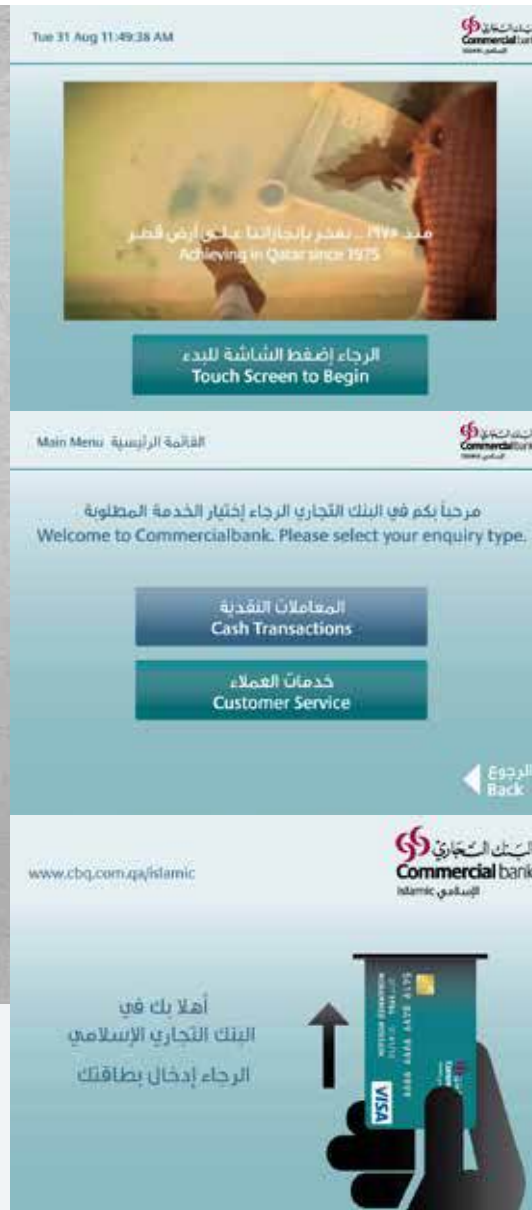 Tue 31 Aug 11:49:38 AM
Commercial bank
منذ ١٩٧٥ .. نفخر بإنجازاتنا على أرض قطر
Achieving in Qatar since 1975
الرجاء إضغط الشاشة للبدء
Touch Screen to Begin
Main Menu القائمة الرئيسية
Commercialbank
مرحباً بكم في البنك التجاري الرجاء إختيار الخدمة المطلوبة
Welcome to Commercialbank. Please select your enquiry type.
المعاملات النقدية
Cash Transactions
خدمات العملاء
Customer Service
الرجوع
Back
www.cbq.com.qa/islamic
البنك التجاري
Commercial bank
Islamic الإسلامي
أهلا بك في
البنك التجاري الإسلامي
الرجاء إدخال بطاقتك
VISA